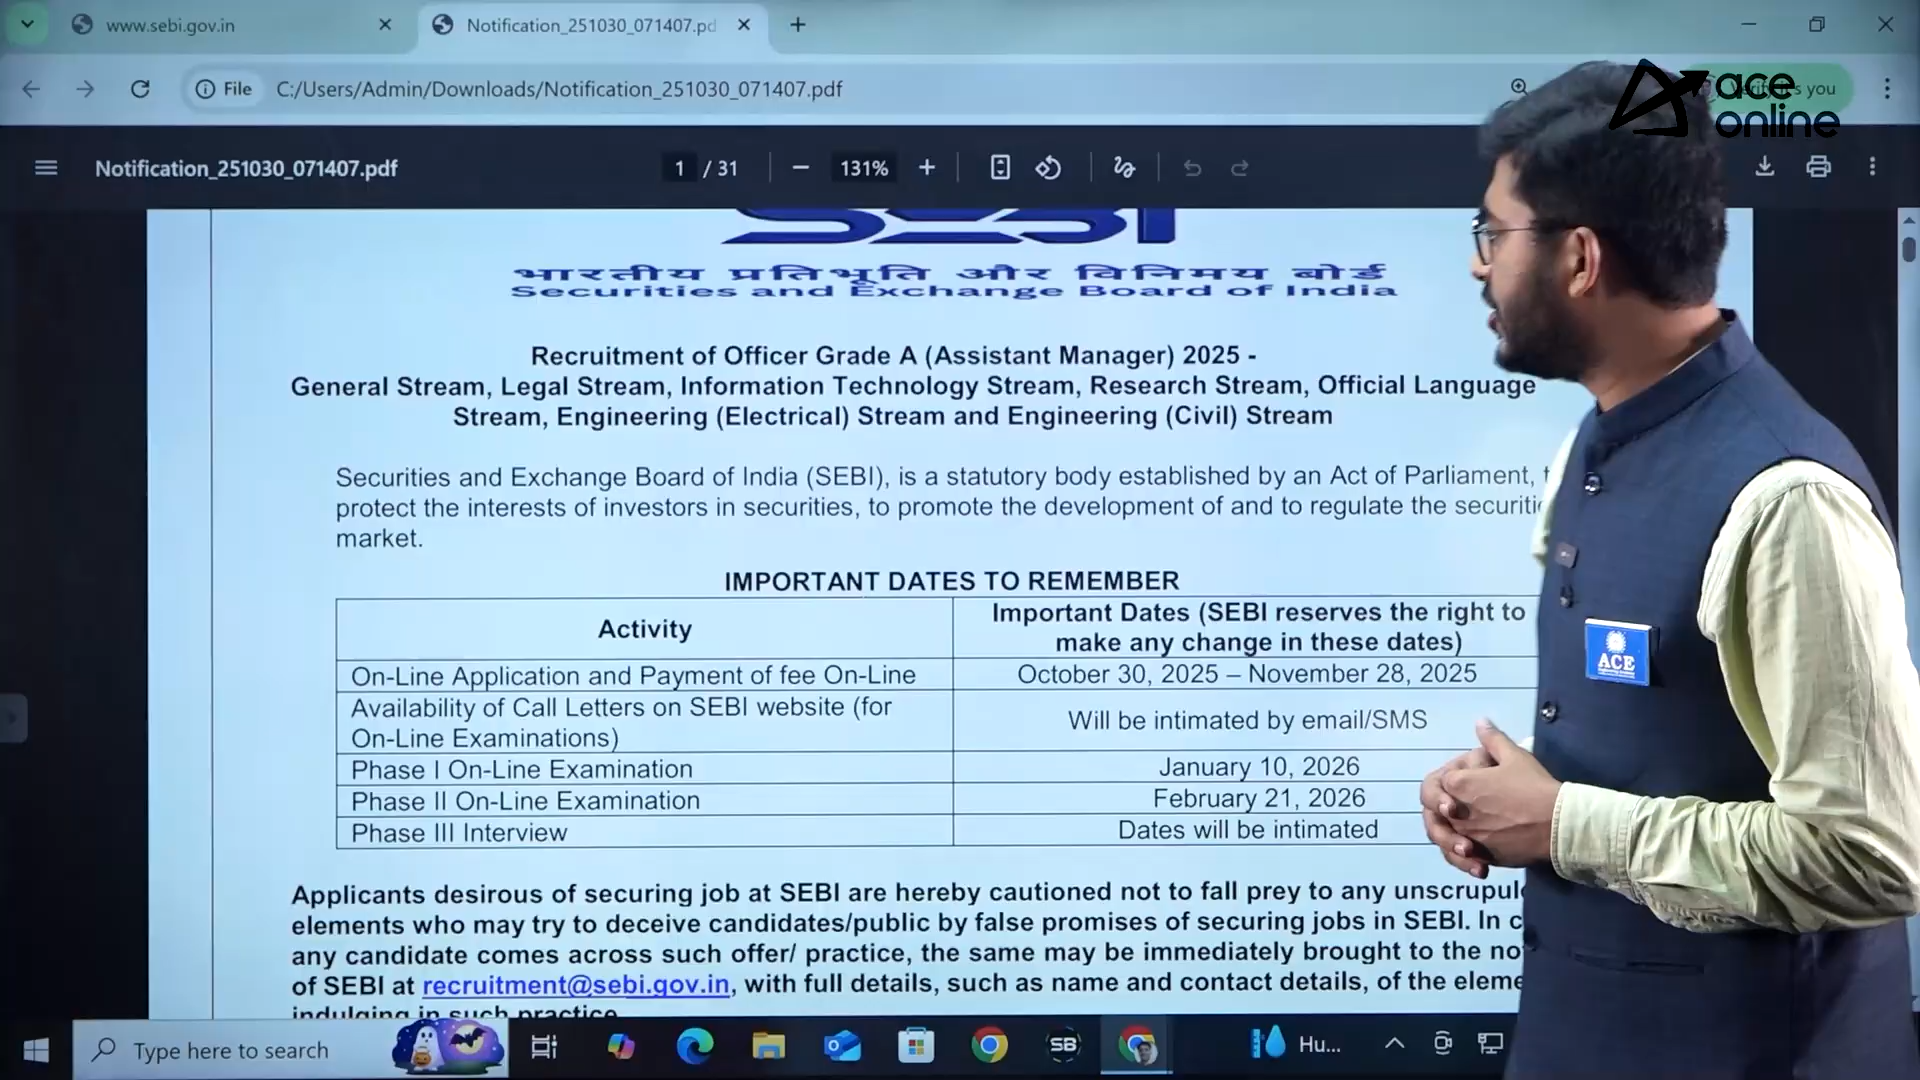 www.sebi.gov.in
Notification_251030_071407.pd
File
C:/Users/Admin/Downloads/Notification_251030_071407.pdf
you
ace
online
Notification_251030_071407.pdf
1 / 31
131%
SEBI
भारतीय प्रतिभूति और विनिमय बोर्ड
Securities and Exchange Board of India
Recruitment of Officer Grade A (Assistant Manager) 2025 -
General Stream, Legal Stream, Information Technology Stream, Research Stream, Official Language
Stream, Engineering (Electrical) Stream and Engineering (Civil) Stream
Securities and Exchange Board of India (SEBI), is a statutory body established by an Act of Parliament,
protect the interests of investors in securities, to promote the development of and to regulate the securiti
market.
IMPORTANT DATES TO REMEMBER
Activity
Important Dates (SEBI reserves the right to
make any change in these dates)
On-Line Application and Payment of fee On-Line
October 30, 2025 – November 28, 2025
Availability of Call Letters on SEBI website (for
On-Line Examinations)
Will be intimated by email/SMS
Phase I On-Line Examination
January 10, 2026
Phase II On-Line Examination
February 21, 2026
Phase III Interview
Dates will be intimated
Applicants desirous of securing job at SEBI are hereby cautioned not to fall prey to any unscrupul
elements who may try to deceive candidates/public by false promises of securing jobs in SEBI. In c
any candidate comes across such offer/ practice, the same may be immediately brought to the no
of SEBI at recruitment@sebi.gov.in, with full details, such as name and contact details, of the eleme
indulging in such practice
ACE
Type here to search
SB
Hu...